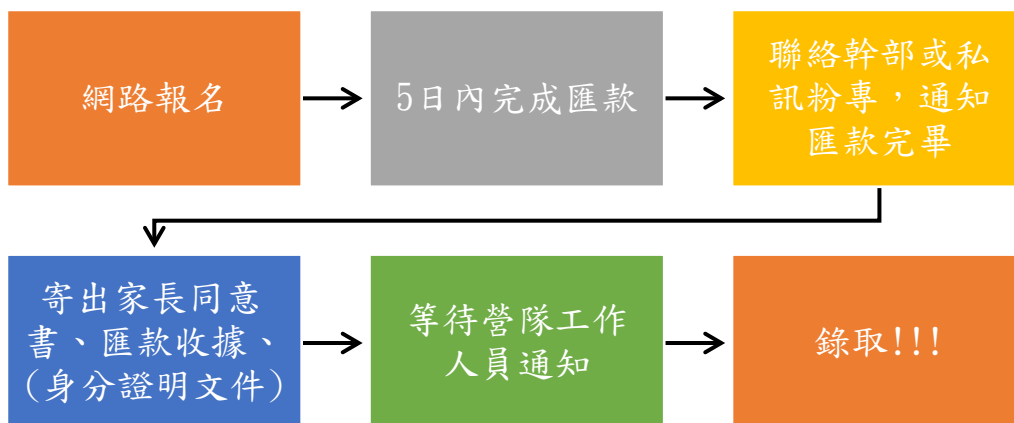 網路報名
5日內完成匯款
聯絡幹部或私
訊粉專，通知
匯款完畢
寄出家長同意
書、匯款收據、
(身分證明文件)
等待營隊工作
人員通知
錄取!!!